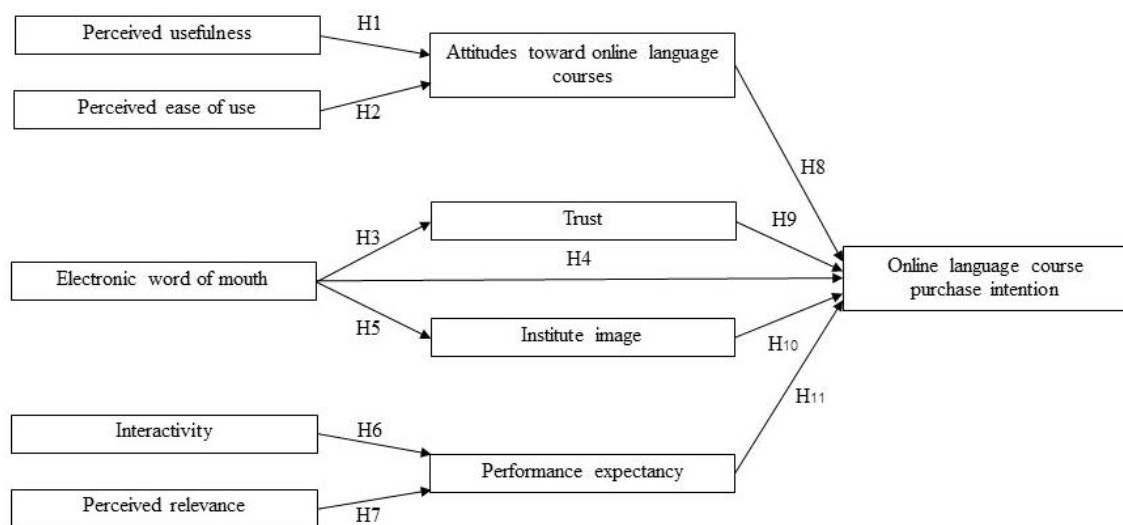 Perceived usefulness
H1
Attitudes toward online language
courses
Perceived ease of use
H2
H8
Trust
H9
H3
H4
Electronic word of mouth
Online language course
purchase intention
H5
Institute image
H10
H11
Interactivity
H6
Performance expectancy
Perceived relevance
H7